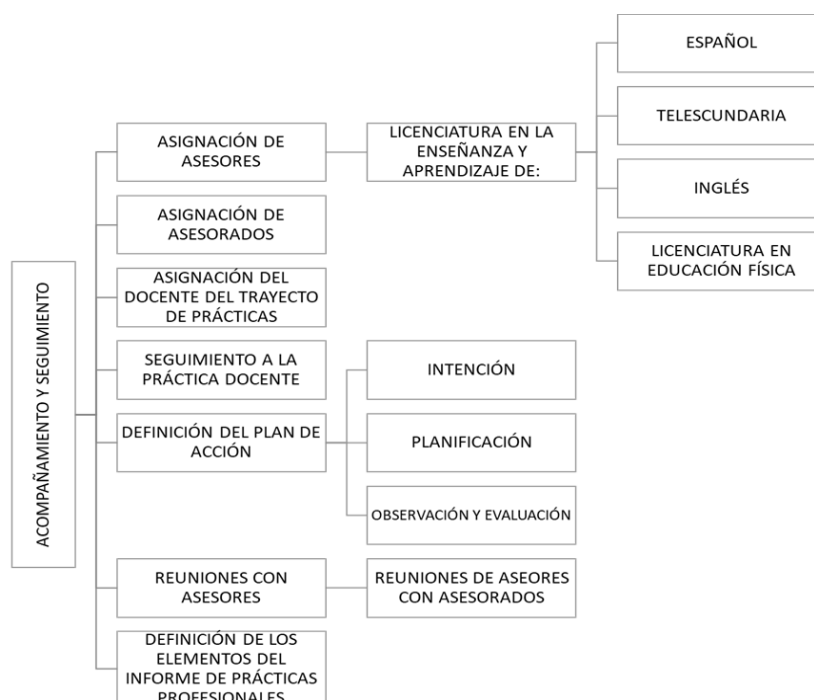 ACOMPAÑAMIENTO Y SEGUIMIENTO
ASIGNACIÓN DE
ASESORES
LICENCIATURA EN LA
ENSEÑANZA Y
APRENDIZAJE DE:
ESPAÑOL
TELESCUNDARIA
INGLÉS
LICENCIATURA EN
EDUCACIÓN FÍSICA
ASIGNACIÓN DE
ASESORADOS
ASIGNACIÓN DEL
DOCENTE DEL TRAYECTO
DE PRÁCTICAS
SEGUIMIENTO A LA
PRÁCTICA DOCENTE
DEFINICIÓN DEL PLAN DE
ACCIÓN
INTENCIÓN
PLANIFICACIÓN
OBSERVACIÓN Y EVALUACIÓN
REUNIONES CON
ASESORES
REUNIONES DE ASEORES
CON ASESORADOS
DEFINICIÓN DE LOS
ELEMENTOS DEL
INFORME DE PRÁCTICAS
PROFESIONALES